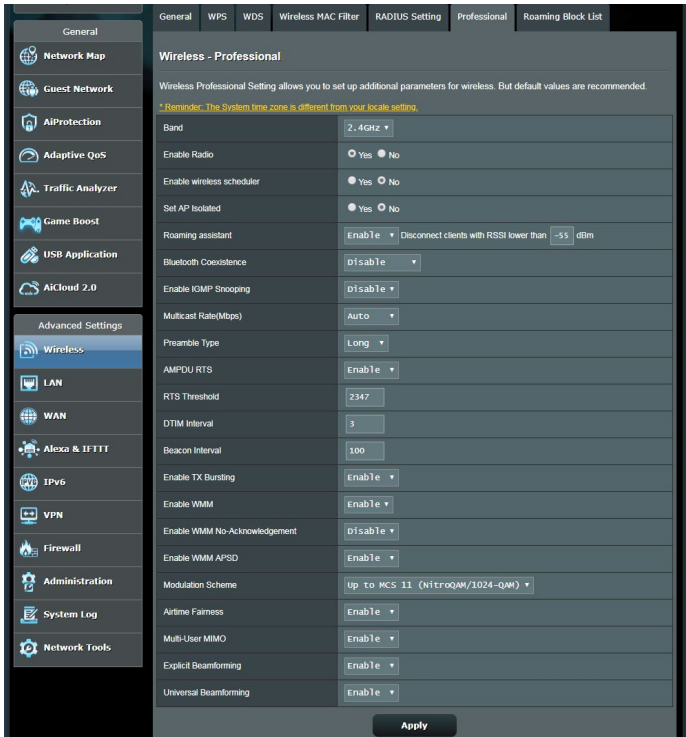 General
Network Map
Guest Network
AiProtection
Adaptive QoS
Traffic Analyzer
Game Boost
USB Application
AiCloud 2.0
Advanced Settings
Wireless
LAN
WAN
Alexa & IFTTT
IPv6
VPN
Firewall
Administration
System Log
Network Tools
General WPS WDS Wireless MAC Filter RADIUS Setting Professional Roaming Block List
Wireless - Professional
Wireless Professional Setting allows you to set up additional parameters for wireless. But default values are recommended.
* Reminder: The System time zone is different from your locale setting.
Band 2.4GHz
Enable Radio Yes No
Enable wireless scheduler Yes No
Set AP Isolated Yes No
Roaming assistant Enable Disconnect clients with RSSI lower than -55 dBm
Bluetooth Coexistence Disable
Enable IGMP Snooping Disable
Multicast Rate(Mbps) Auto
Preamble Type Long
AMPDU RTS Enable
RTS Threshold 2347
DTIM Interval 3
Beacon Interval 100
Enable TX Bursting Enable
Enable WMM Enable
Enable WMM No-Acknowledgement Disable
Enable WMM APSD Enable
Modulation Scheme Up to MCS 11 (NitroQAM/1024-QAM)
Airtime Fairness Enable
Multi-User MIMO Enable
Explicit Beamforming Enable
Universal Beamforming Enable
Apply